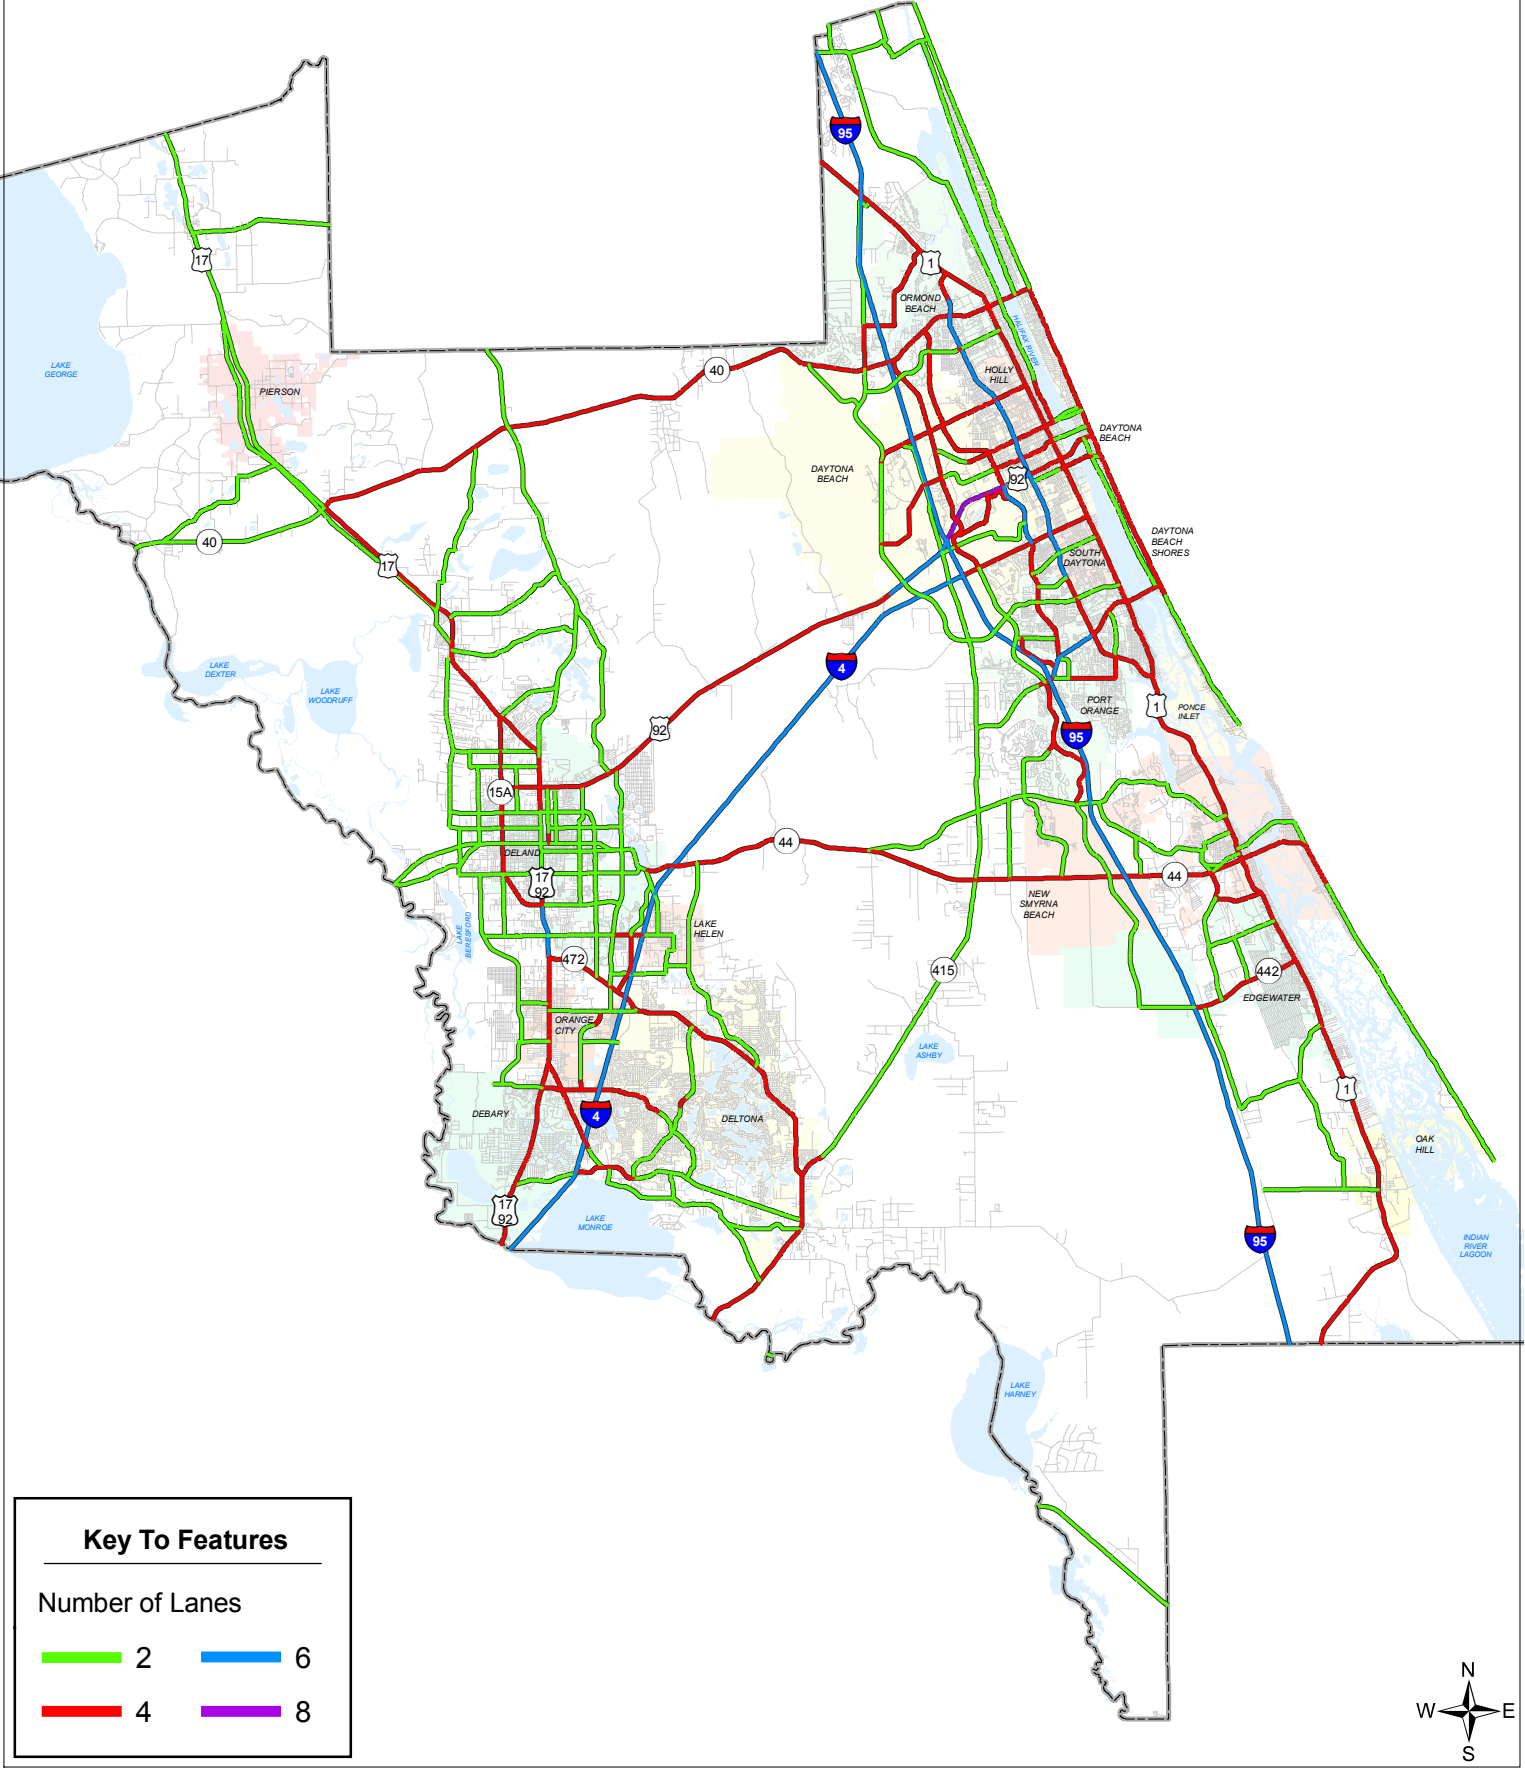 95
17
1
ORMOND
BEACH
HALIFAX RIVER
LAKE
GEORGE
PIERSON
40
HOLLY
HILL
DAYTONA
BEACH
DAYTONA
BEACH
92
40
17
DAYTONA
BEACH
SHORES
SOUTH
DAYTONA
LAKE
DEXTER
LAKE
WOODRUFF
4
92
PORT
ORANGE
1
PONCE
INLET
95
15A
44
DELAND
17
92
44
NEW
SMYRNA
BEACH
LAKE
BERESFORD
LAKE
HELEN
472
415
442
EDGEWATER
ORANGE
CITY
LAKE
ASHBY
1
DEBARY
4
DELTONA
OAK
HILL
17
92
LAKE
MONROE
95
INDIAN
RIVER
LAGOON
LAKE
HARNEY
Key To Features
Number of Lanes
2 6
4 8
N
W E
S